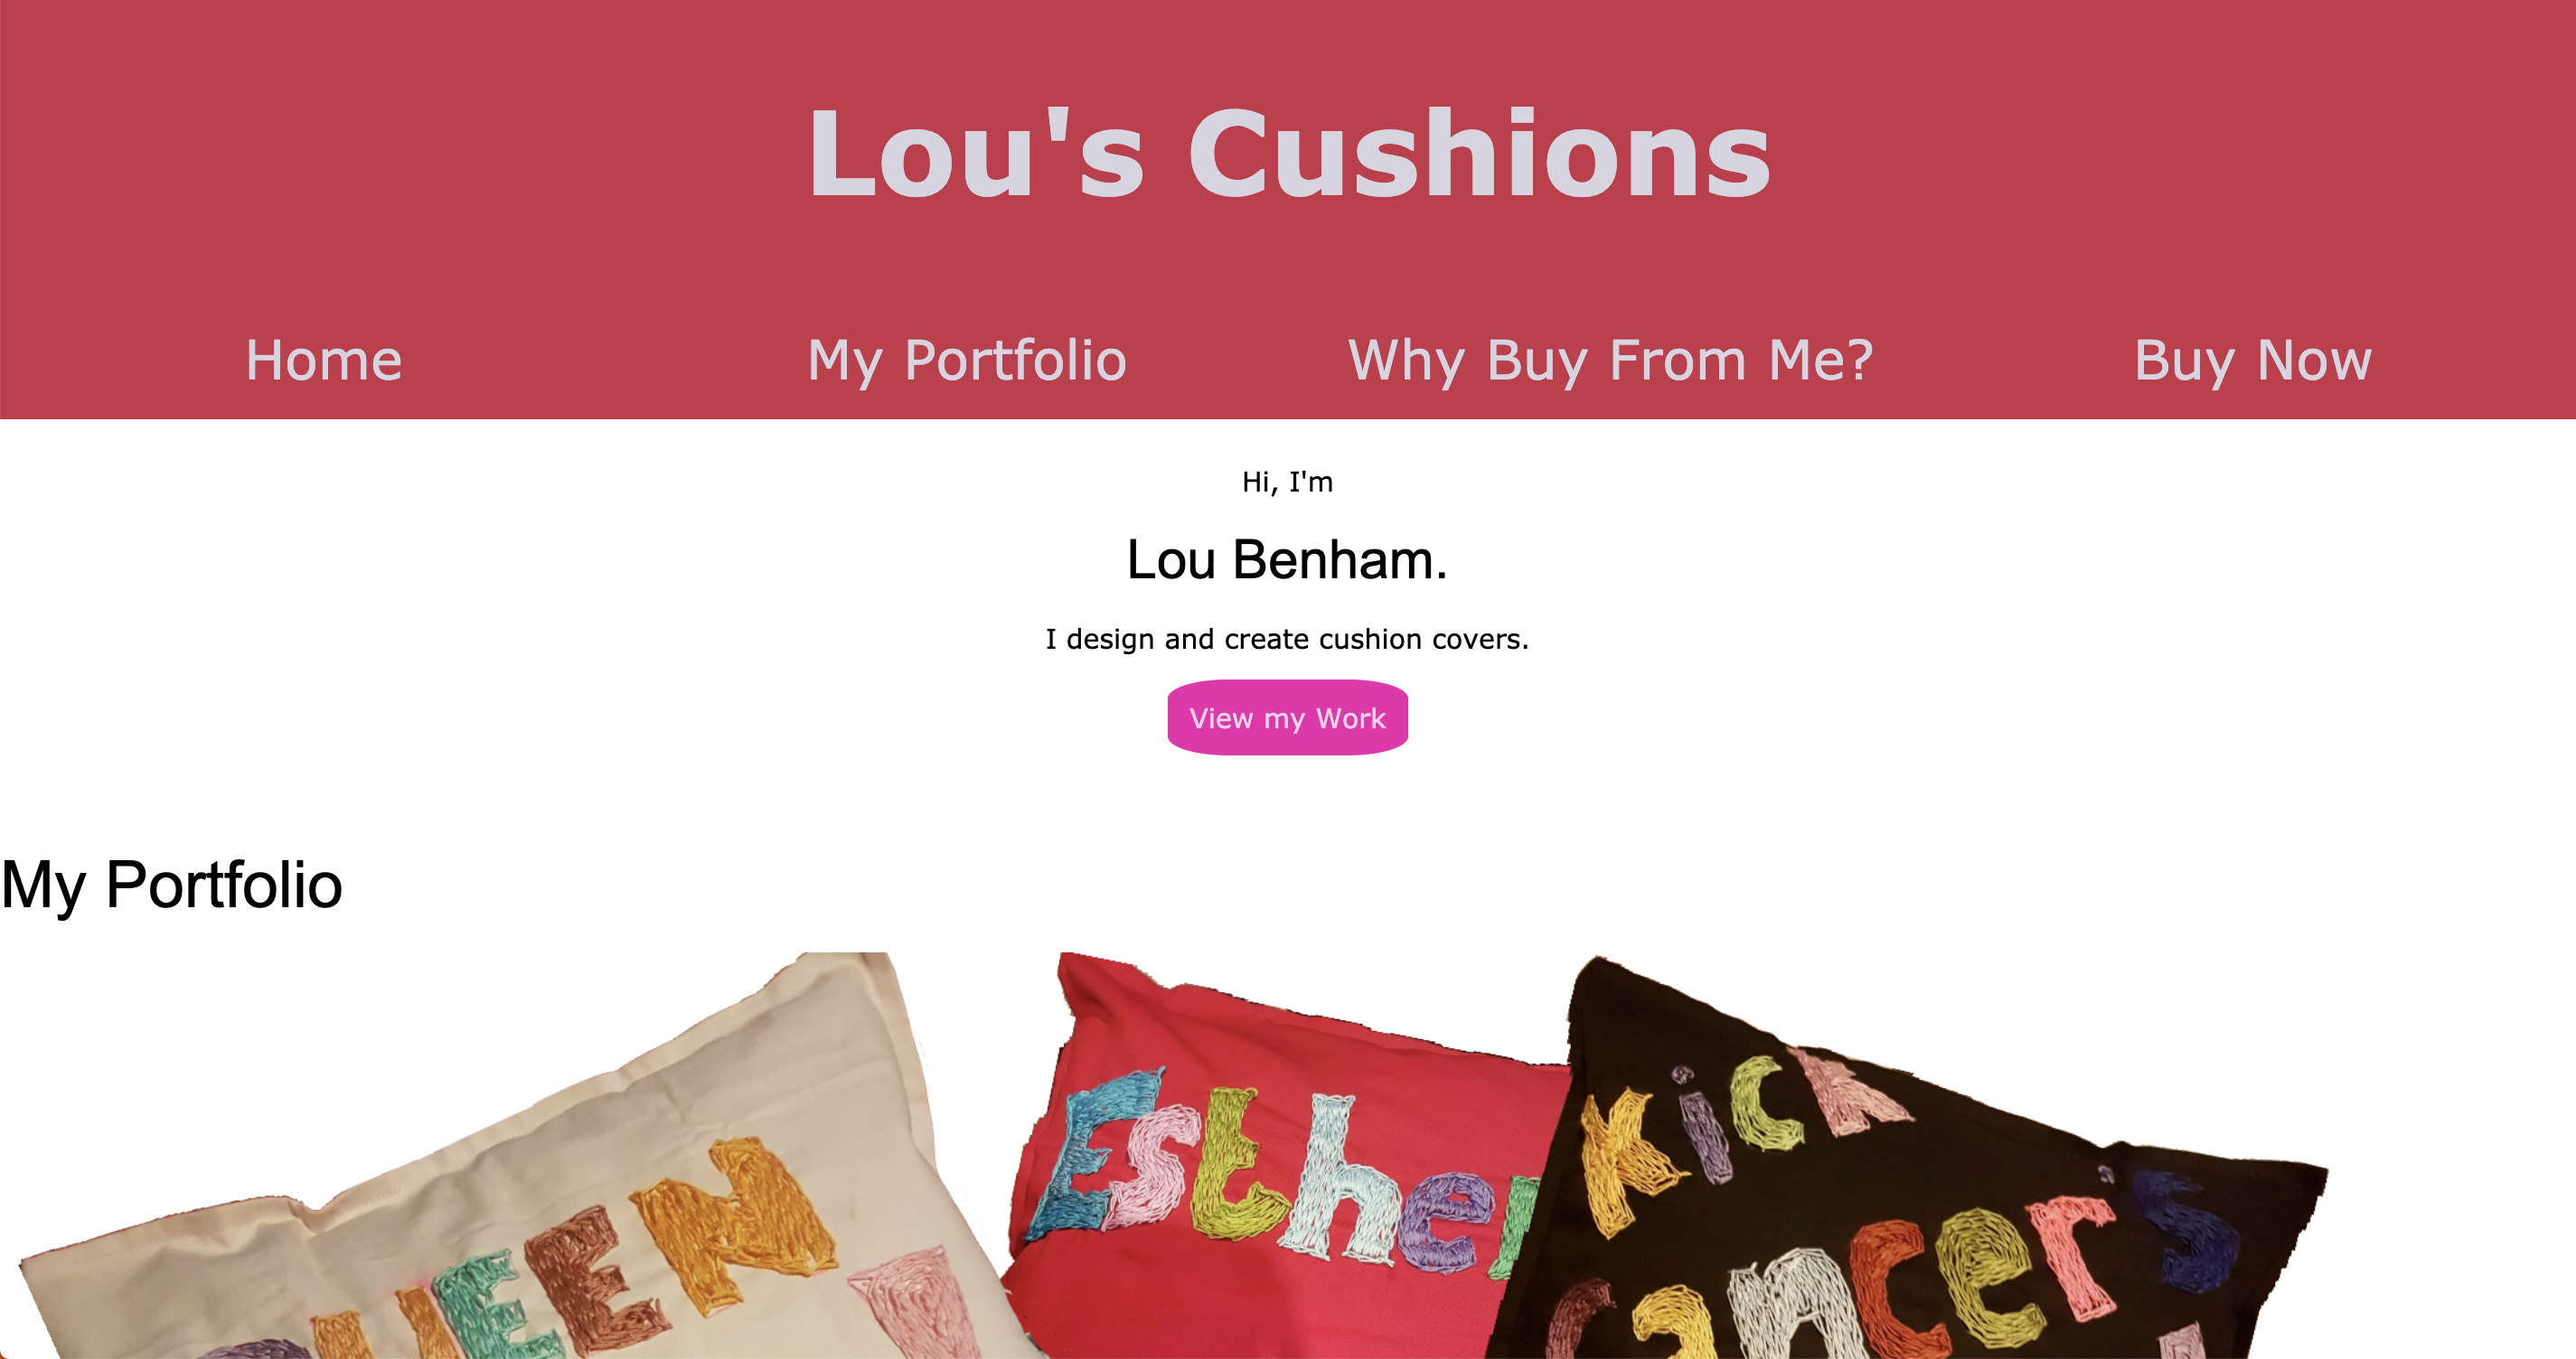 Lou's Cushions
Home My Portfolio Why Buy From Me? Buy Now
Hi, I'm
Lou Benham.
I design and create cushion covers.
View my Work
My Portfolio
Esther
Kick
Cancer's